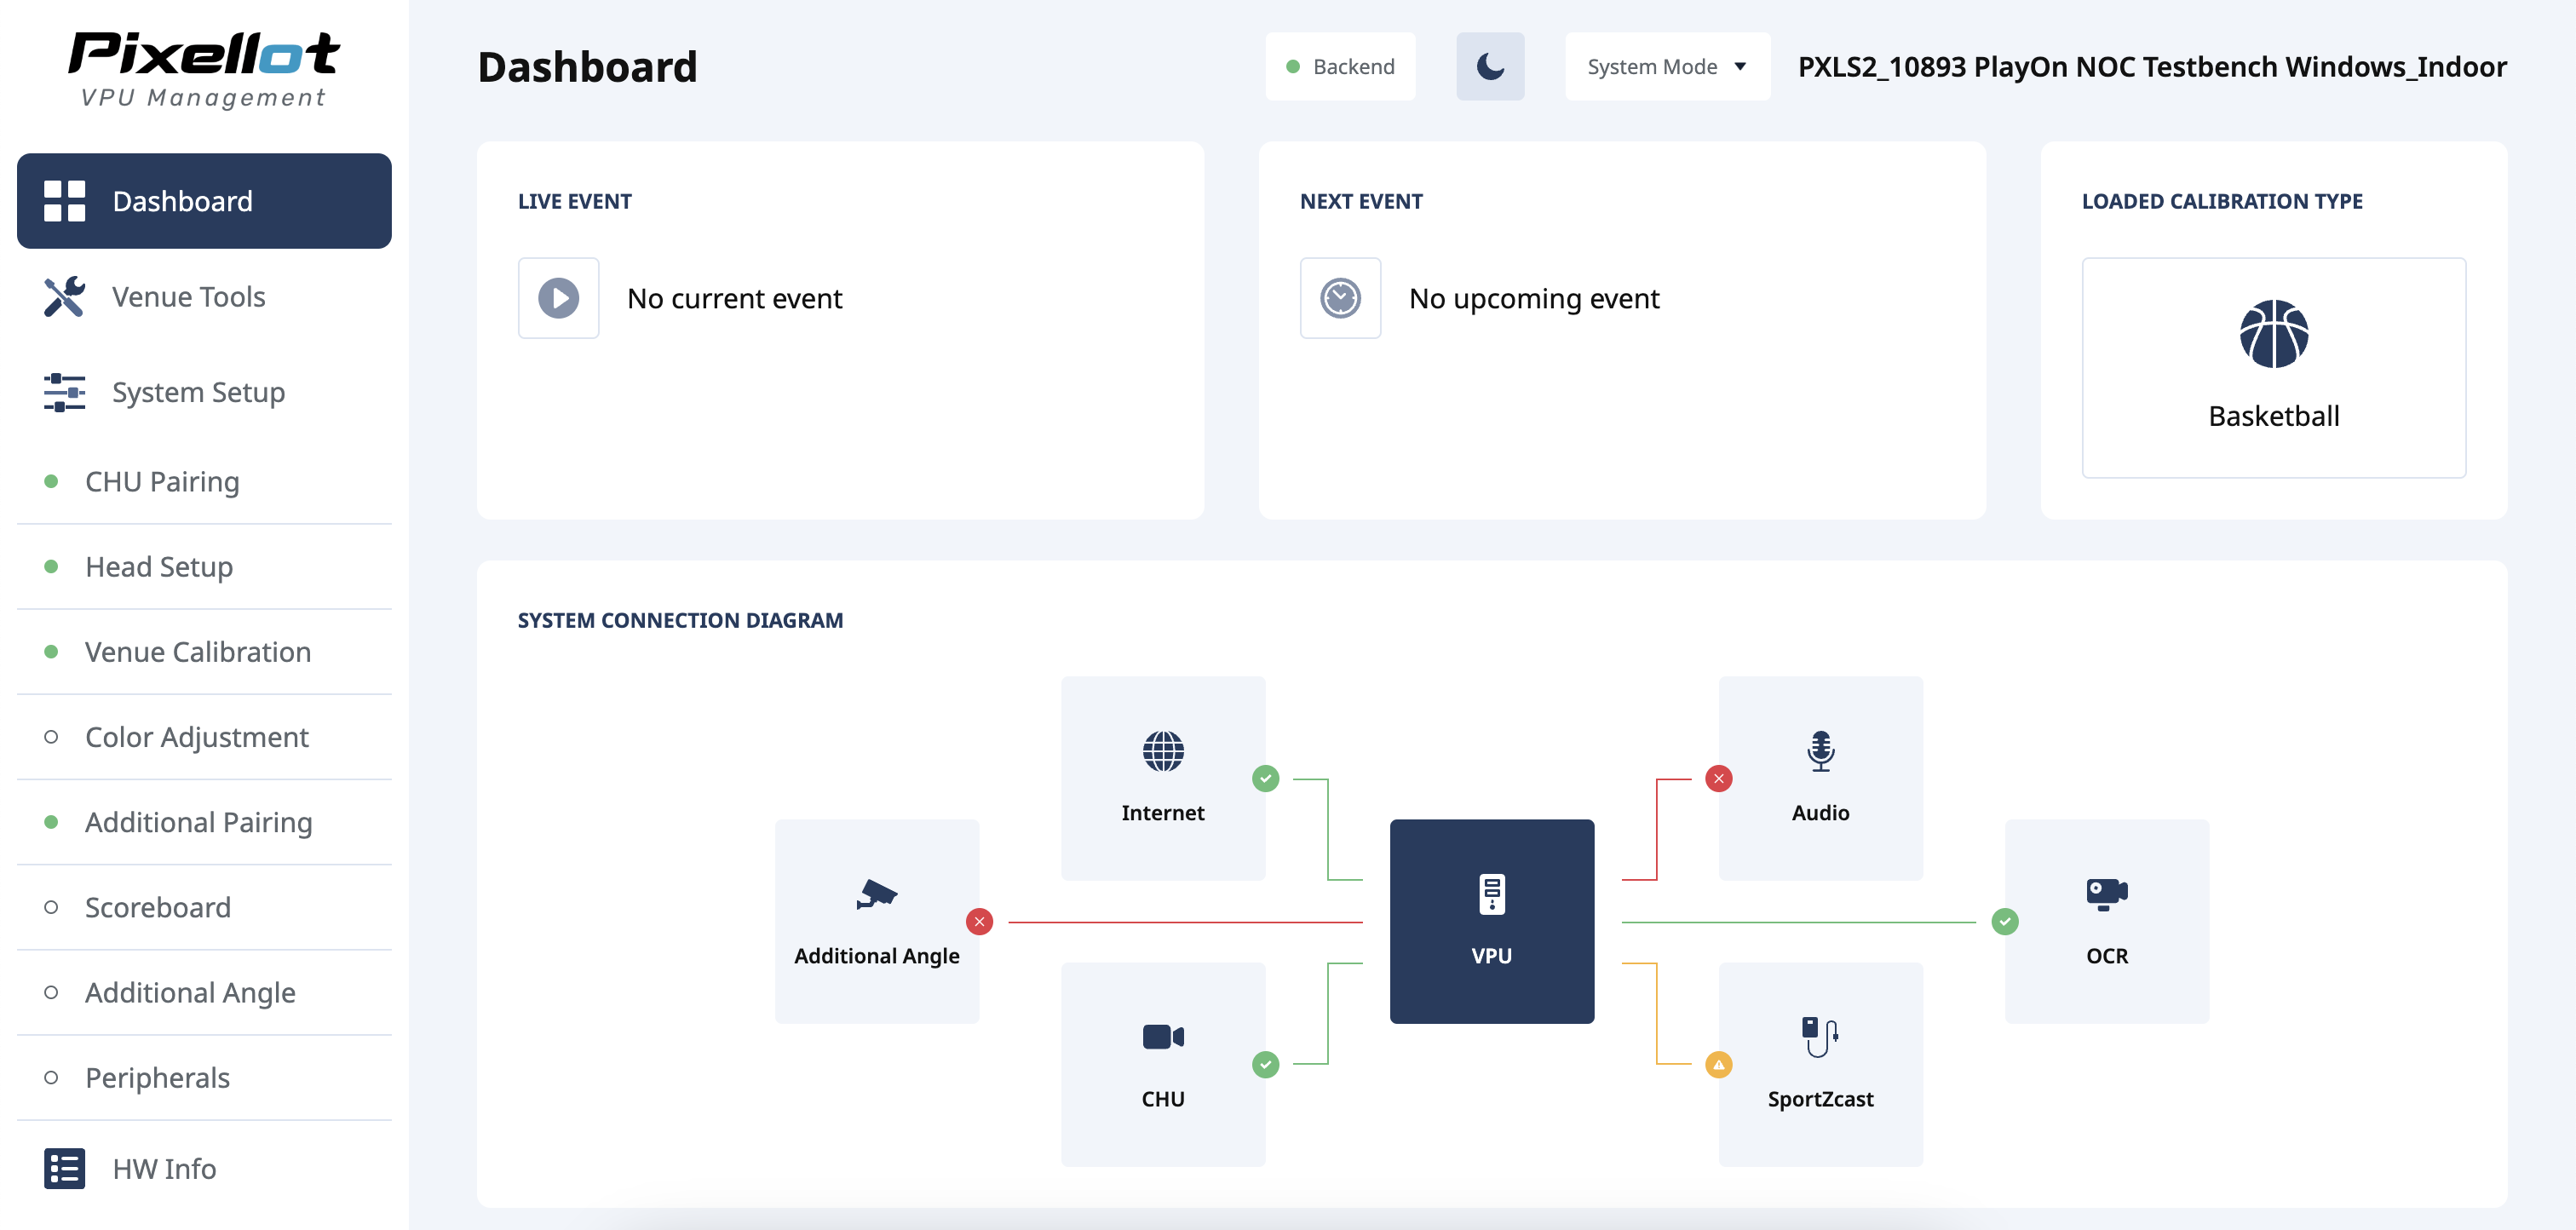 Pixellot
VPU Management
Dashboard
Venue Tools
System Setup
CHU Pairing
Head Setup
Venue Calibration
Color Adjustment
Additional Pairing
Scoreboard
Additional Angle
Peripherals
HW Info
Dashboard
Backend
System Mode
PXLS2_10893 PlayOn NOC Testbench Windows_Indoor
LIVE EVENT
No current event
NEXT EVENT
No upcoming event
LOADED CALIBRATION TYPE
Basketball
SYSTEM CONNECTION DIAGRAM
Internet
Audio
Additional Angle
VPU
OCR
CHU
SportZcast